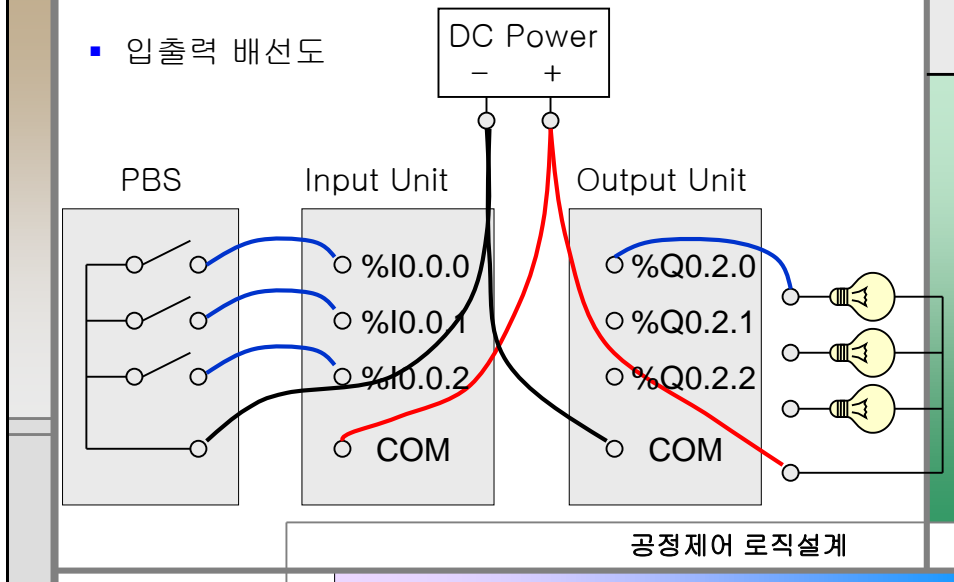 ▪ 입출력 배선도
DC Power
− +
PBS
Input Unit
Output Unit
%I0.0.0
%I0.0.1
%I0.0.2
COM
%Q0.2.0
%Q0.2.1
%Q0.2.2
COM
공정제어 로직설계